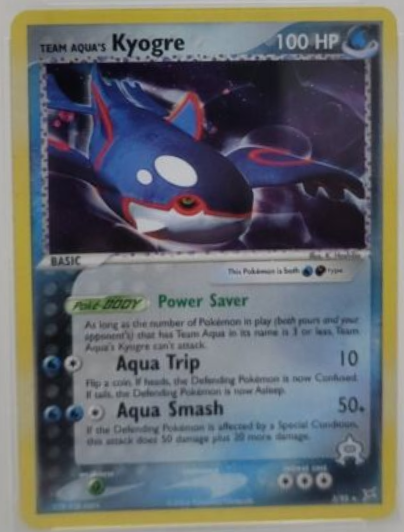 TEAM AQUA'S Kyogre 100 HP
BASIC
This Pokémon is both type.
Poké-BODY Power Saver
As long as the number of Pokémon in play (both yours and your
opponent's) that has Team Aqua in its name is 3 or less, Team
Aqua's Kyogre can't attack.
Aqua Trip 10
Flip a coin. If heads, the Defending Pokémon is now Confused.
If tails, the Defending Pokémon is now Asleep.
Aqua Smash 50+
If the Defending Pokémon is affected by a Special Condition,
this attack does 50 damage plus 20 more damage.
weakness
retreat cost